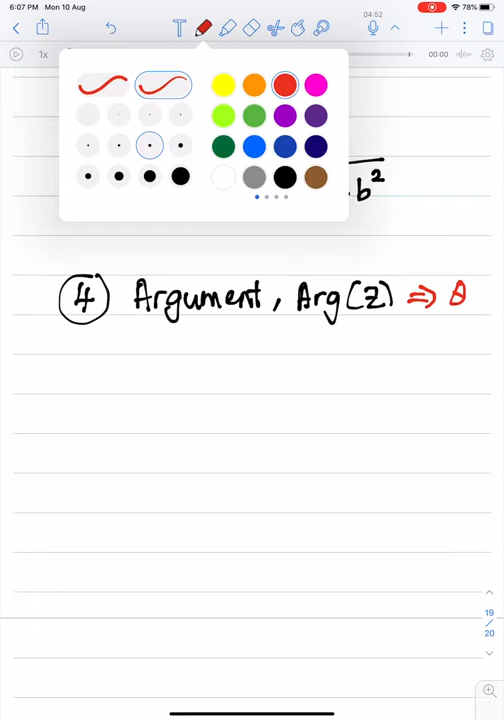 6:07 PM Mon 10 Aug
78%
04:52
T
1x 00:00
b²
④ Argument, Arg(z) ⇒ θ
19
/
20